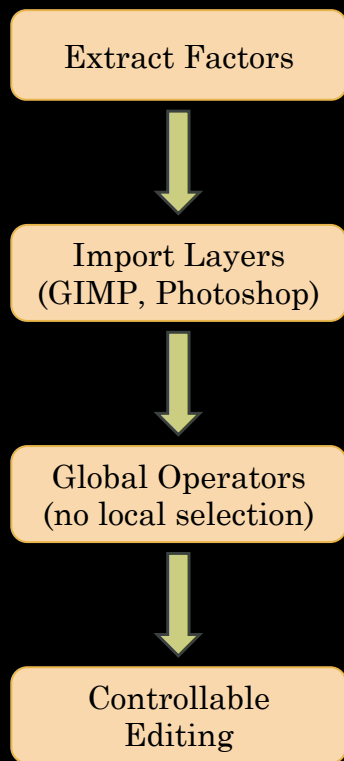 Extract Factors
Import Layers
(GIMP, Photoshop)
Global Operators
(no local selection)
Controllable
Editing